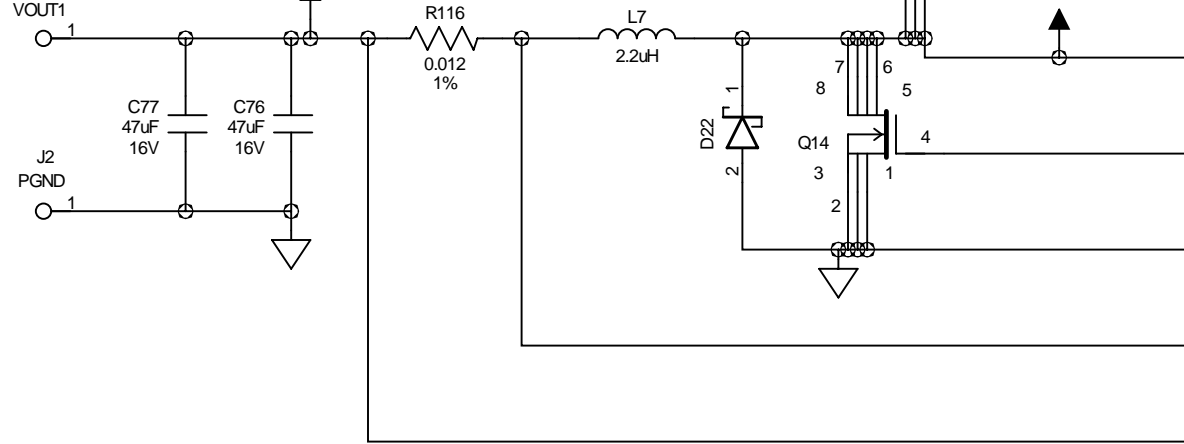 VOUT1
1
R116
0.012
1%
L7
2.2uH
7
6
8
5
C77
47uF
16V
C76
47uF
16V
D22
1
2
Q14
4
3
1
2
J2
PGND
1